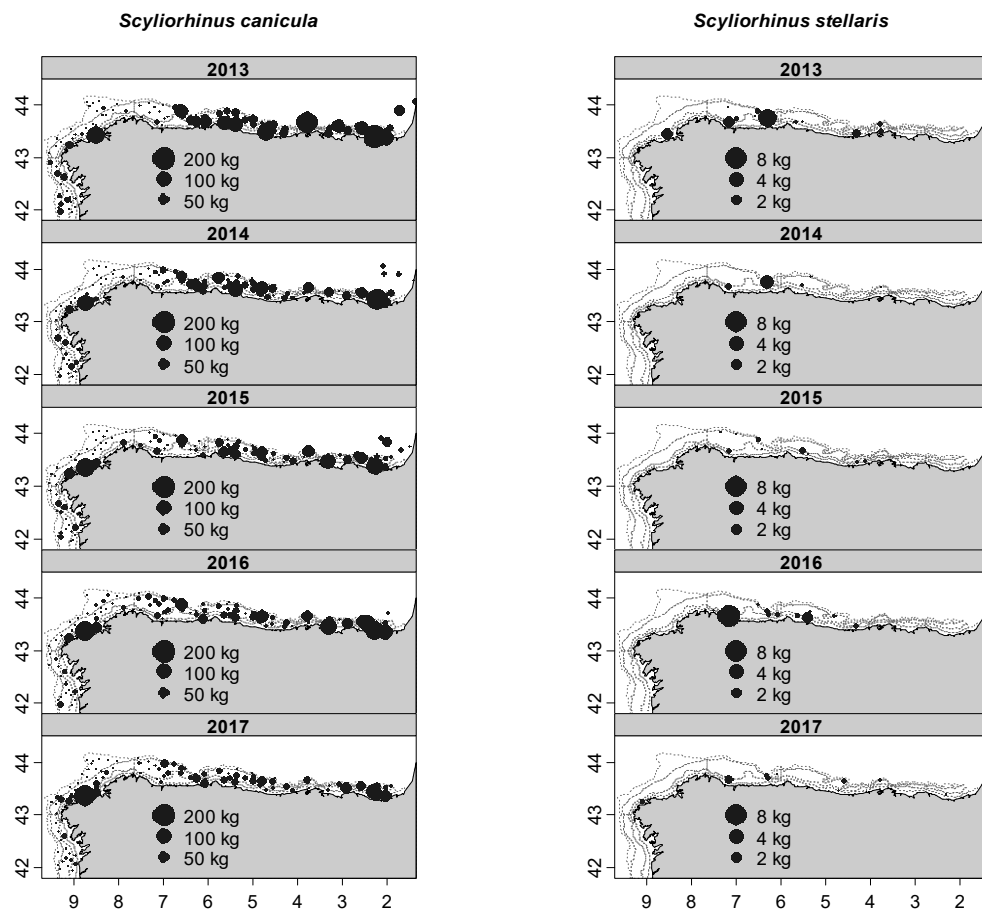 Scyliorhinus canicula
2013
44
43
42
200 kg
100 kg
50 kg
2014
44
43
42
200 kg
100 kg
50 kg
2015
44
43
42
200 kg
100 kg
50 kg
2016
44
43
42
200 kg
100 kg
50 kg
2017
44
43
42
200 kg
100 kg
50 kg
9 8 7 6 5 4 3 2
Scyliorhinus stellaris
2013
44
43
42
8 kg
4 kg
2 kg
2014
44
43
42
8 kg
4 kg
2 kg
2015
44
43
42
8 kg
4 kg
2 kg
2016
44
43
42
8 kg
4 kg
2 kg
2017
44
43
42
8 kg
4 kg
2 kg
9 8 7 6 5 4 3 2